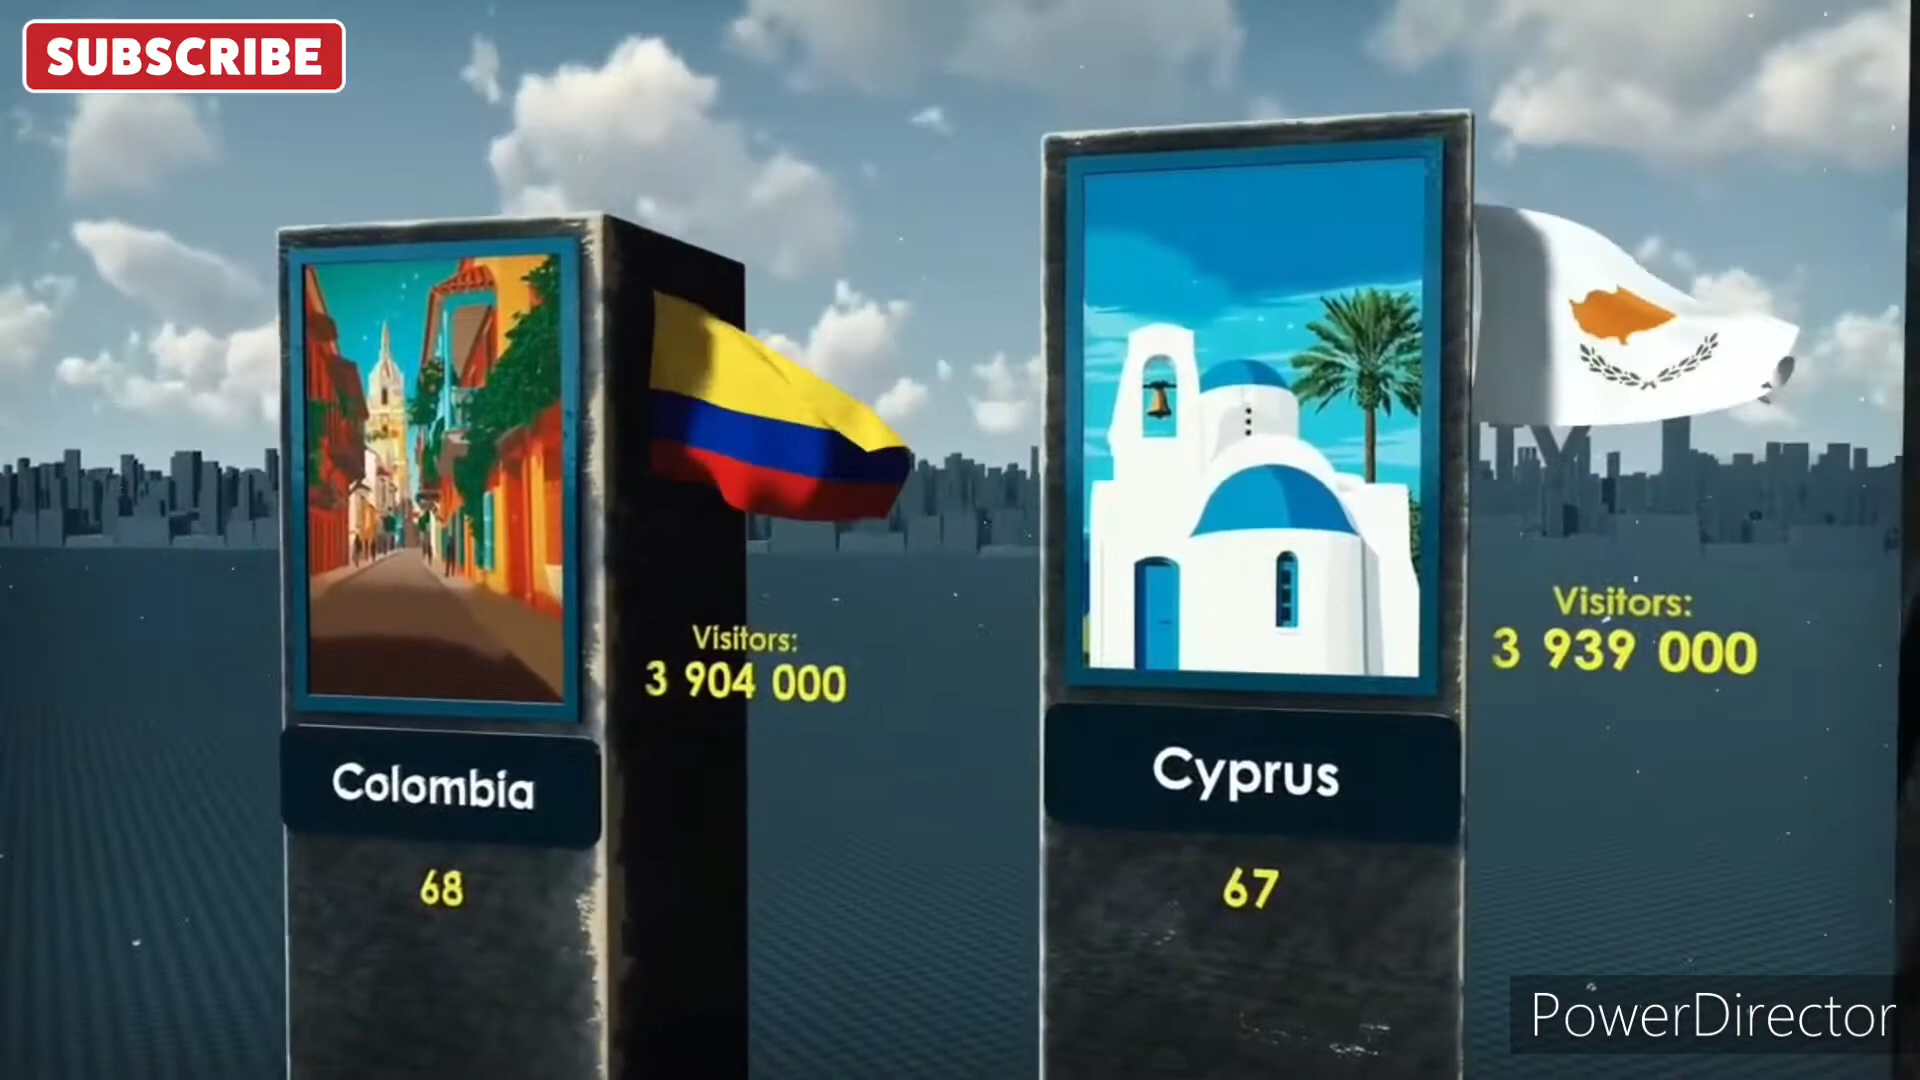 SUBSCRIBE
Visitors:
3 904 000
Colombia
68
Visitors:
3 939 000
Cyprus
67
PowerDirector